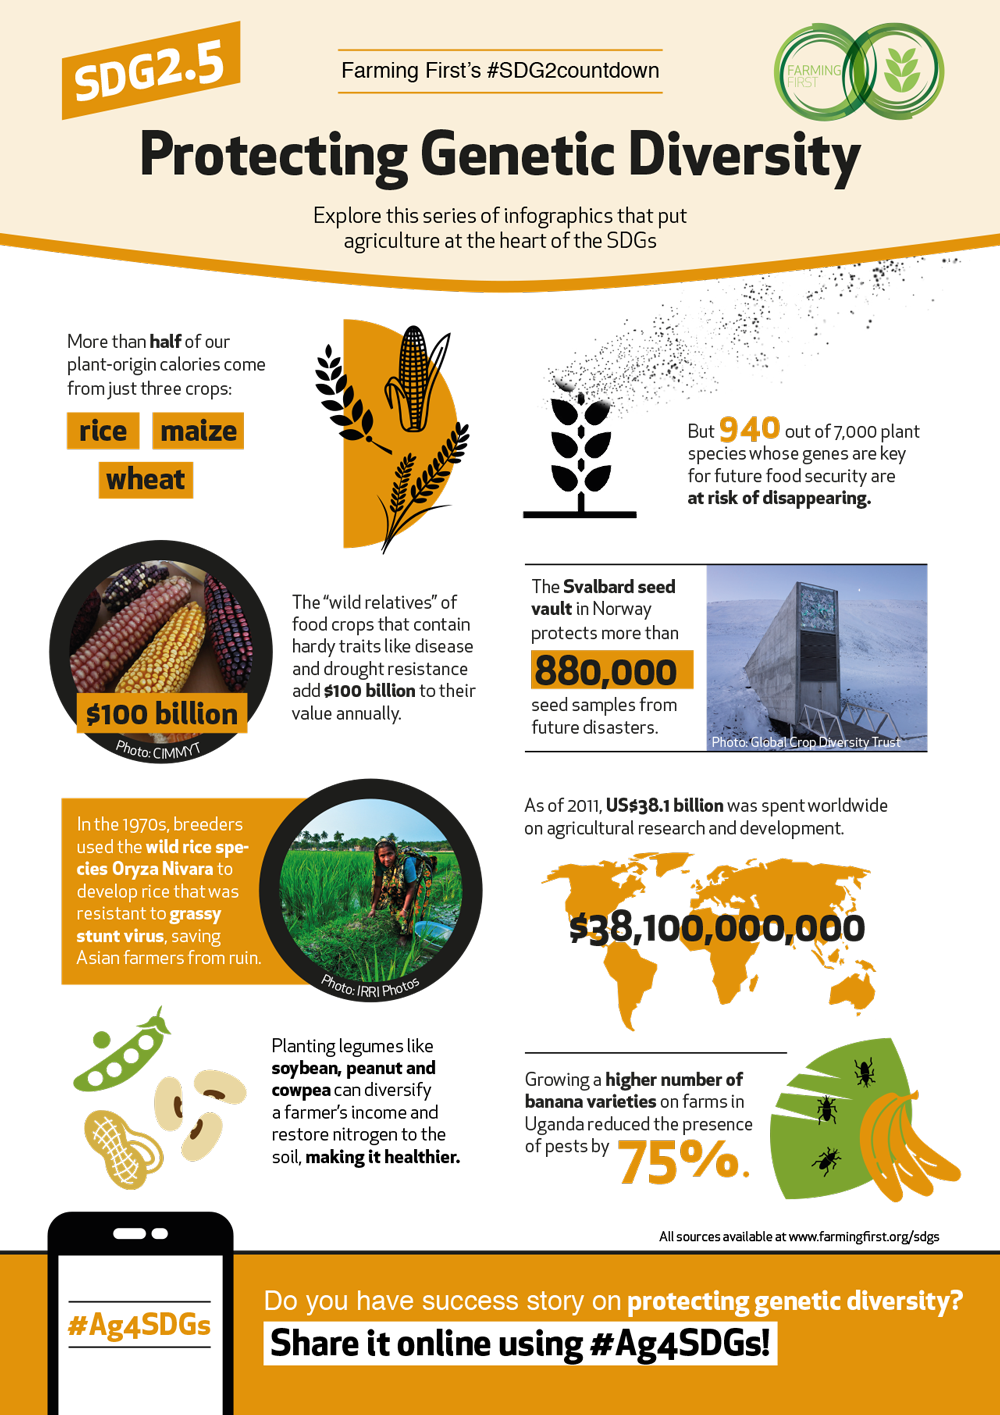 SDG2.5
Farming First's #SDG2countdown
FARMING
FIRST
Protecting Genetic Diversity
Explore this series of infographics that put
agriculture at the heart of the SDGs
More than half of our
plant-origin calories come
from just three crops:
rice maize
wheat
But 940 out of 7,000 plant
species whose genes are key
for future food security are
at risk of disappearing.
$100 billion
Photo: CIMMYT
The “wild relatives” of
food crops that contain
hardy traits like disease
and drought resistance
add $100 billion to their
value annually.
The Svalbard seed
vault in Norway
protects more than
880,000
seed samples from
future disasters.
Photo: Global Crop Diversity Trust
In the 1970s, breeders
used the wild rice spe-
cies Oryza Nivara to
develop rice that was
resistant to grassy
stunt virus, saving
Asian farmers from ruin.
Photo: IRRI Photos
As of 2011, US$38.1 billion was spent worldwide
on agricultural research and development.
$38,100,000,000
Planting legumes like
soybean, peanut and
cowpea can diversify
a farmer's income and
restore nitrogen to the
soil, making it healthier.
Growing a higher number of
banana varieties on farms in
Uganda reduced the presence
of pests by 75%.
All sources available at www.farmingfirst.org/sdgs
#Ag4SDGs
Do you have success story on protecting genetic diversity?
Share it online using #Ag4SDGs!